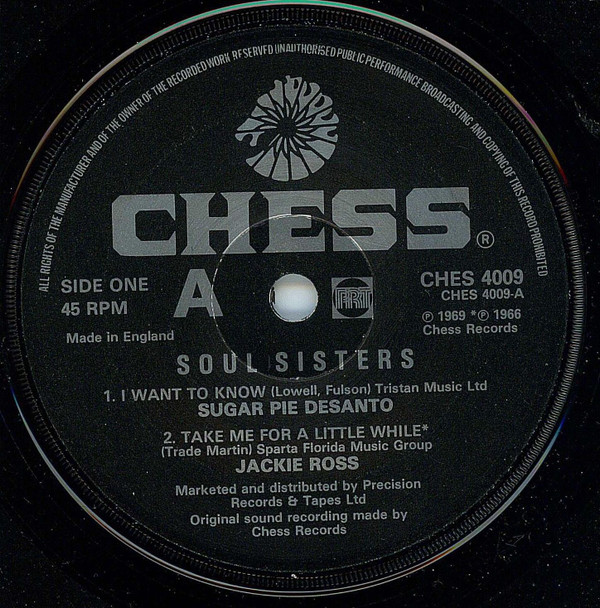 ALL RIGHTS OF THE MANUFACTURER AND OF THE OWNER OF THE RECORDED WORK RESERVED UNAUTHORISED PUBLIC PERFORMANCE BROADCASTING AND COPYING OF THIS RECORD PROHIBITED
CHESS®
SIDE ONE
45 RPM
A
PRT
CHES 4009
CHES 4009-A
Made in England
℗ 1969 *℗ 1966
Chess Records
SOUL SISTERS
1. I WANT TO KNOW (Lowell, Fulson) Tristan Music Ltd
SUGAR PIE DESANTO
2. TAKE ME FOR A LITTLE WHILE*
(Trade Martin) Sparta Florida Music Group
JACKIE ROSS
Marketed and distributed by Precision
Records & Tapes Ltd
Original sound recording made by
Chess Records